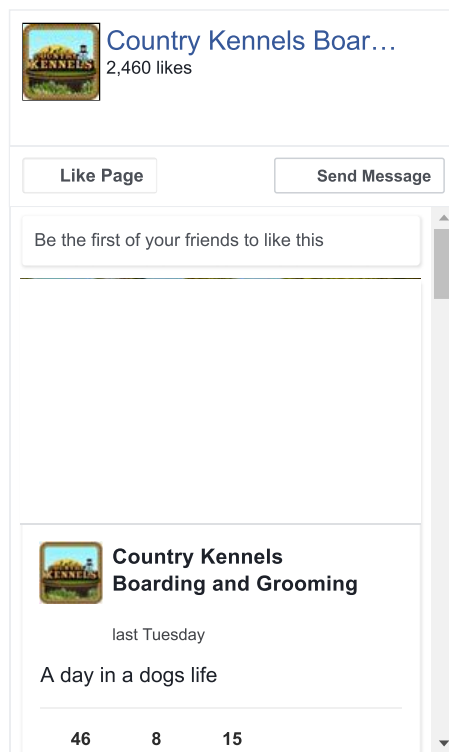 Country Kennels Boar…
2,460 likes
Like Page
Send Message
Be the first of your friends to like this
Country Kennels
Boarding and Grooming
last Tuesday
A day in a dogs life
46 8 15